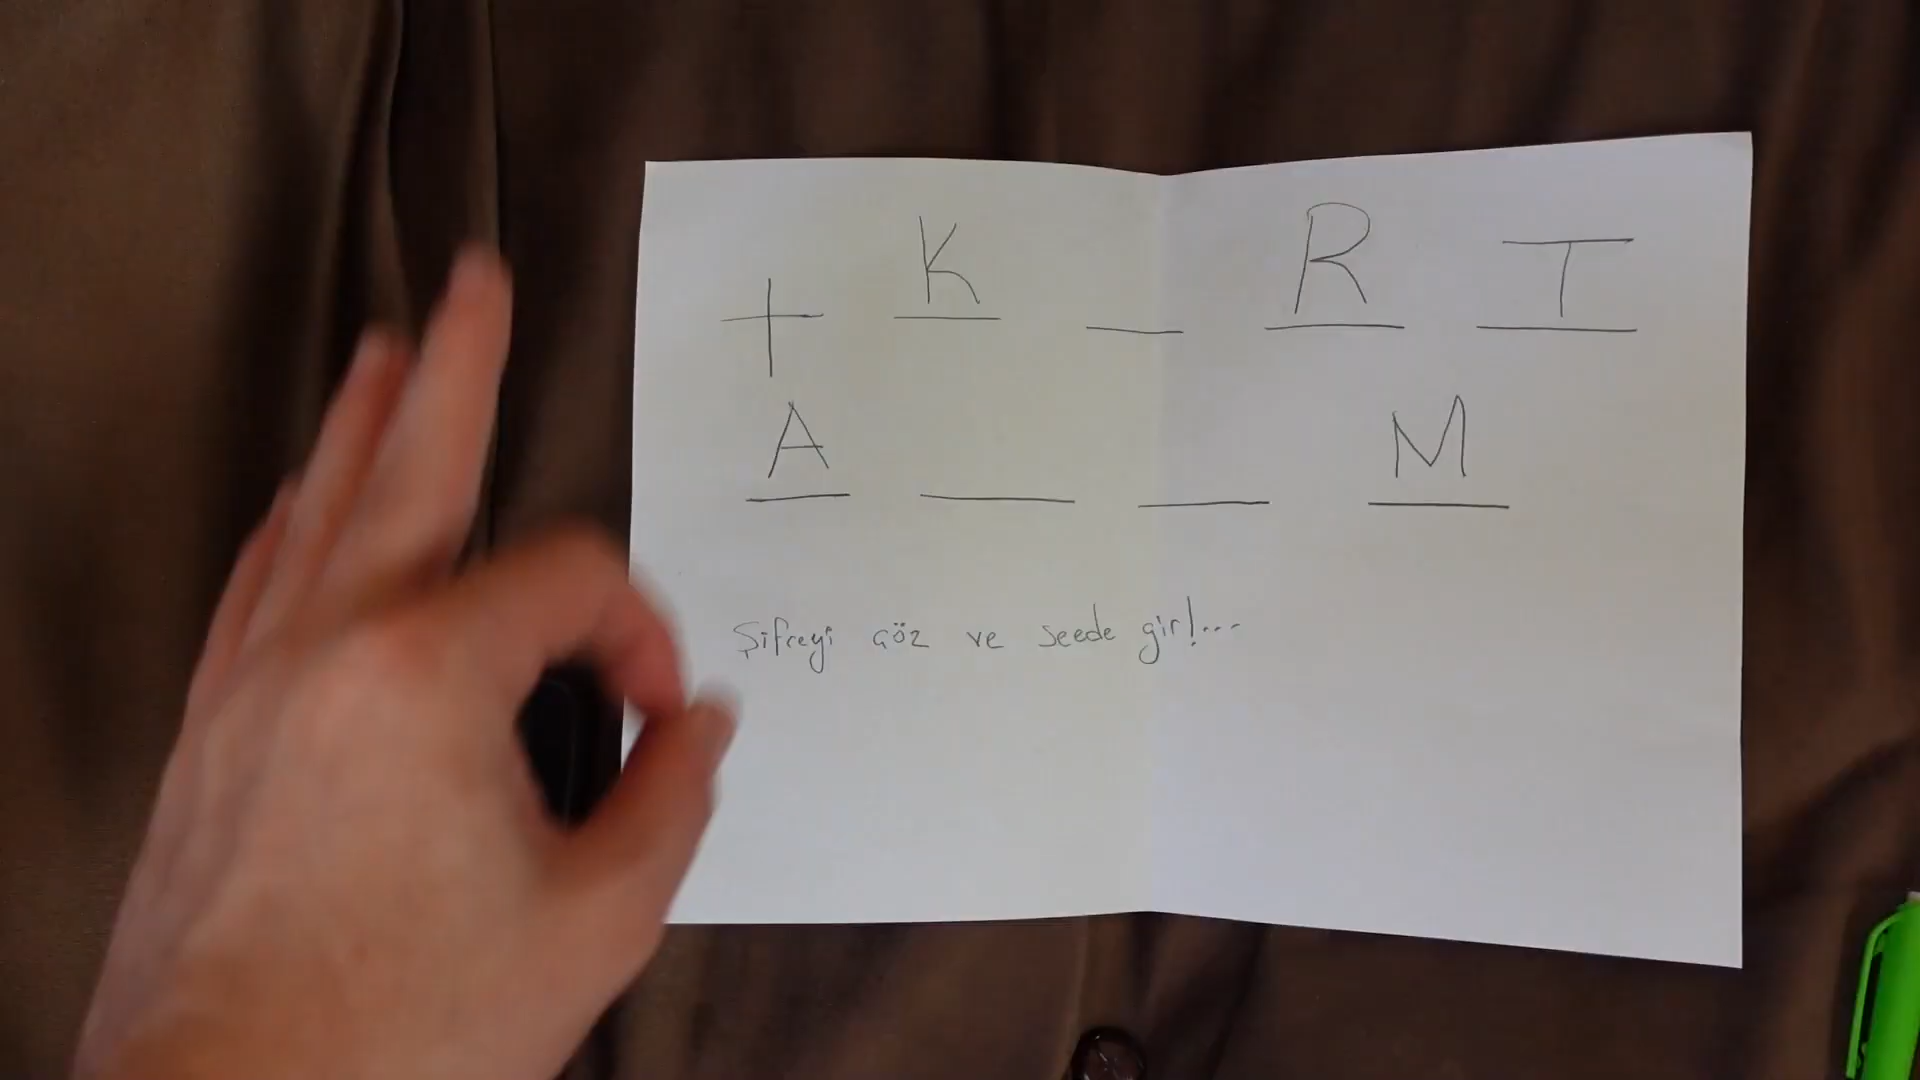 + K _ R T
A _ _ M
Şifreyi çöz ve seede gir!...